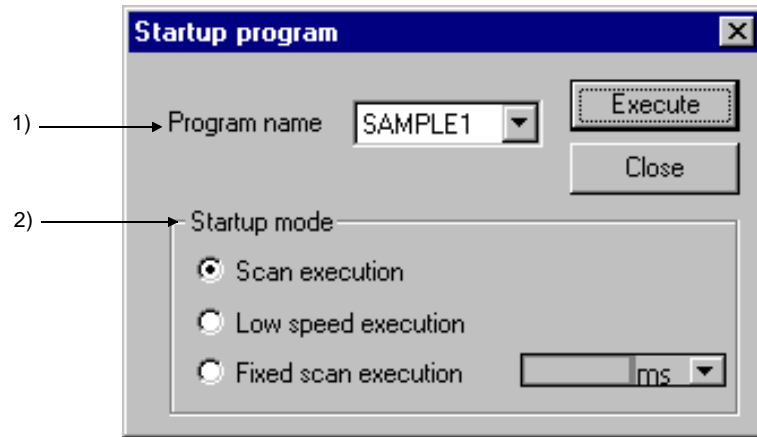 Startup program
1)
Program name
SAMPLE1
Execute
Close
2)
Startup mode
Scan execution
Low speed execution
Fixed scan execution
ms